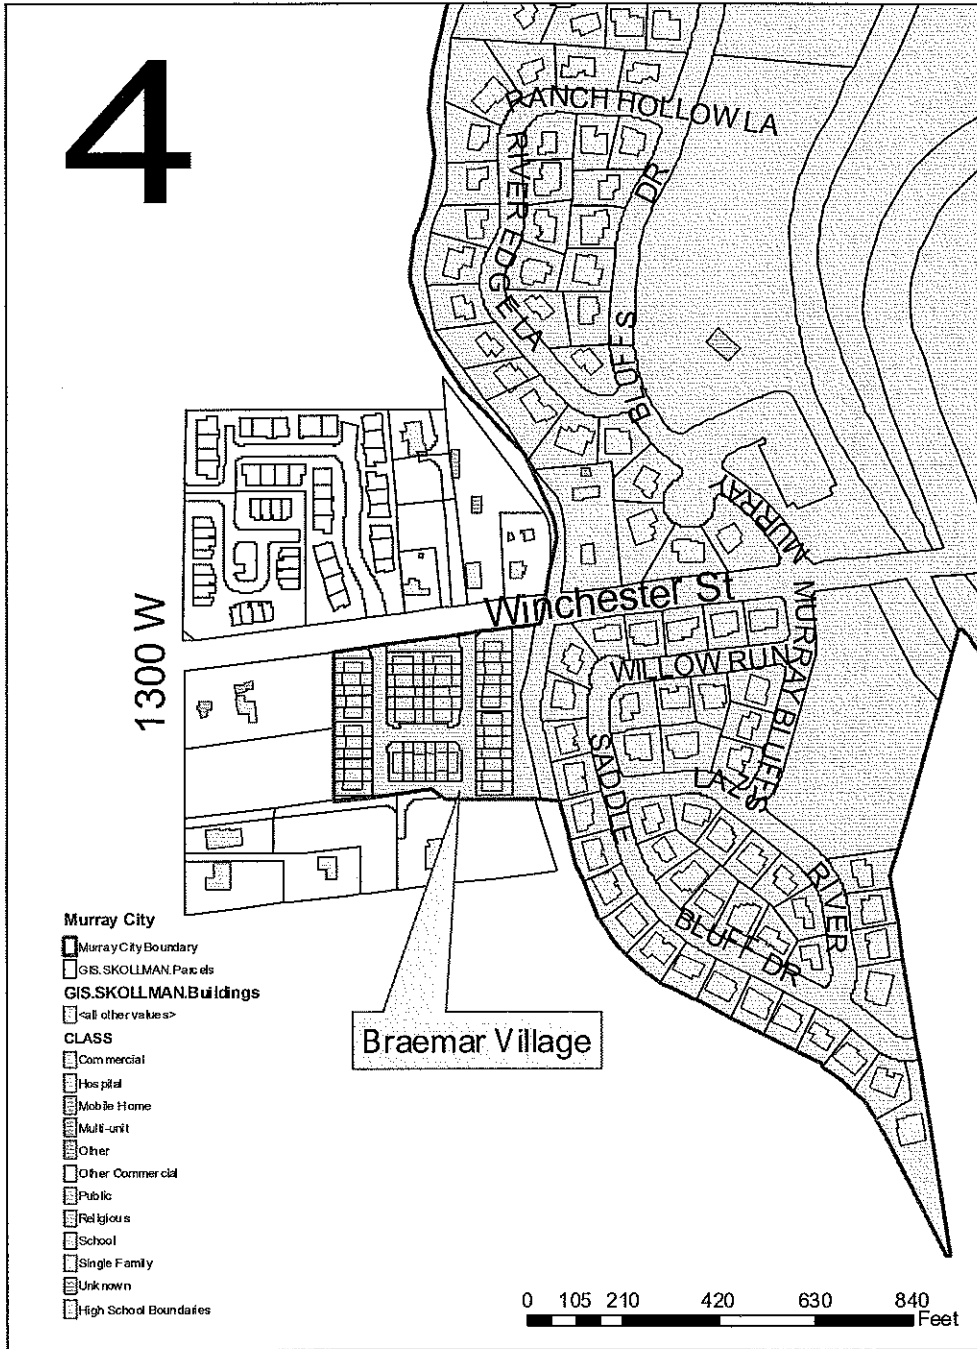 4
RANCH HOLLOW LA
RIVER EDGE LA
DR
BLUFFS
MURRAY
Winchester St
1300 W
WILLOW RUN
MURRAY BLUFFS
SADDLE
LAZY
RIVER
BLUFF DR
Braemar Village
Murray City
Murray City Boundary
GIS.SKOLLMAN.Parcels
GIS.SKOLLMAN.Buildings
<all other values>
CLASS
Commercial
Hospital
Mobile Home
Multi-unit
Other
Other Commercial
Public
Religious
School
Single Family
Unknown
High School Boundaries
0 105 210 420 630 840
Feet